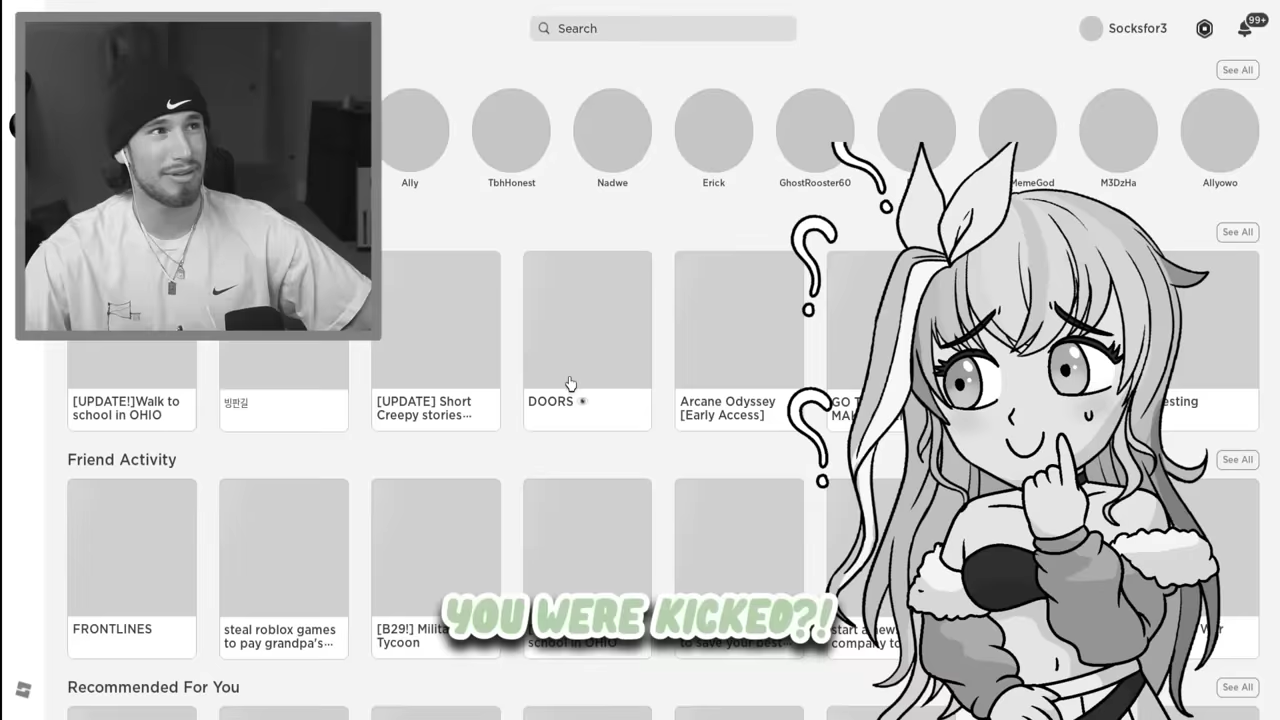 Search
Socksfor3
99+
See All
Ally
TbhHonest
Nadwe
Erick
GhostRooster60
MemeGod
M3DzHa
Allyowo
See All
[UPDATE!]Walk to
school in OHIO
빙판길
[UPDATE] Short
Creepy stories...
DOORS
Arcane Odyssey
[Early Access]
Friend Activity
See All
FRONTLINES
steal roblox games
to pay grandpa's...
[B29!]
Tycoon
school in OHIO
to save your best...
start a new
company to
YOU WERE KICKED?!
Recommended For You
See All